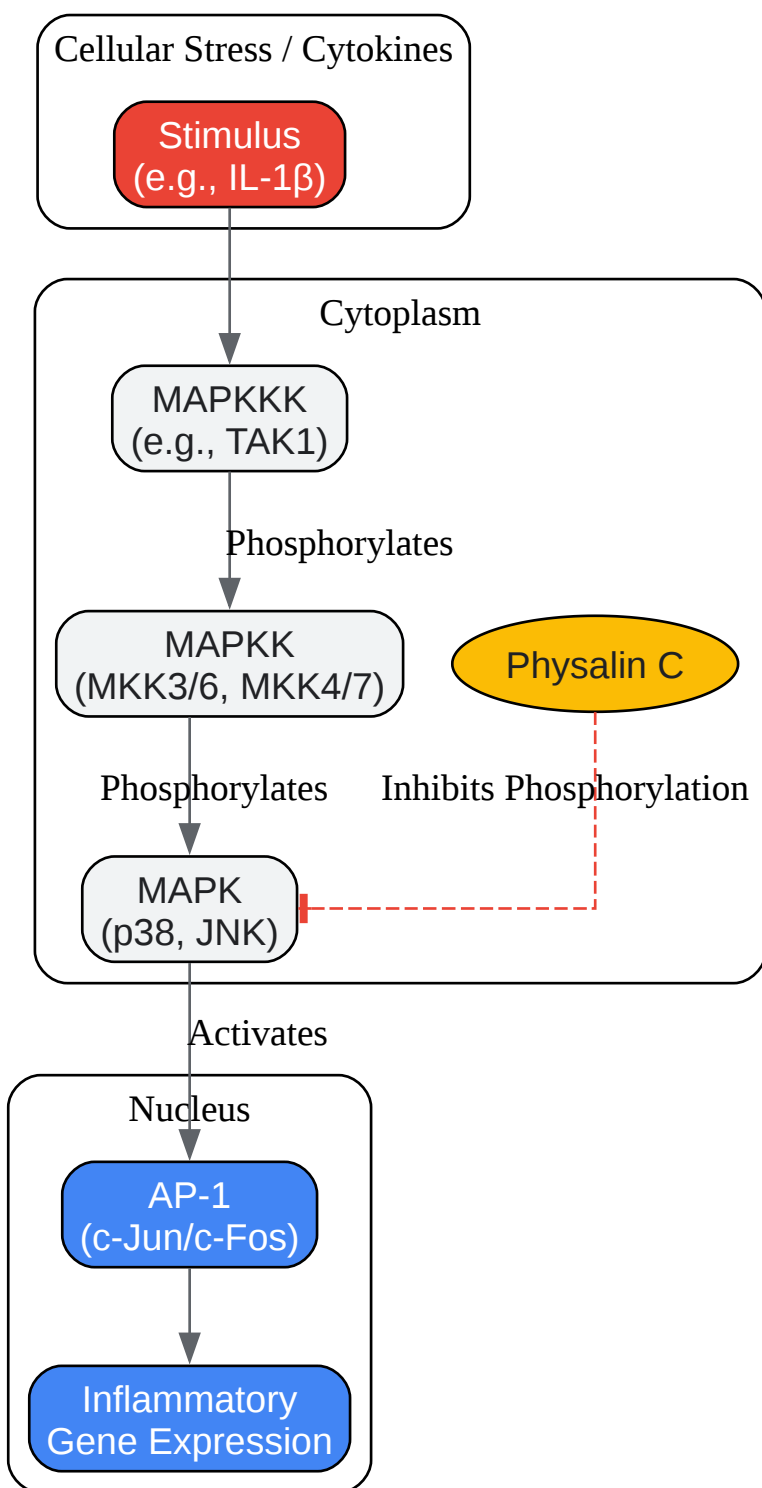 Cellular Stress / Cytokines
Stimulus
(e.g., IL-1β)
Cytoplasm
MAPKKK
(e.g., TAK1)
Phosphorylates
MAPKK
(MKK3/6, MKK4/7)
Physalin C
Phosphorylates
Inhibits Phosphorylation
MAPK
(p38, JNK)
Activates
Nucleus
AP-1
(c-Jun/c-Fos)
Inflammatory
Gene Expression